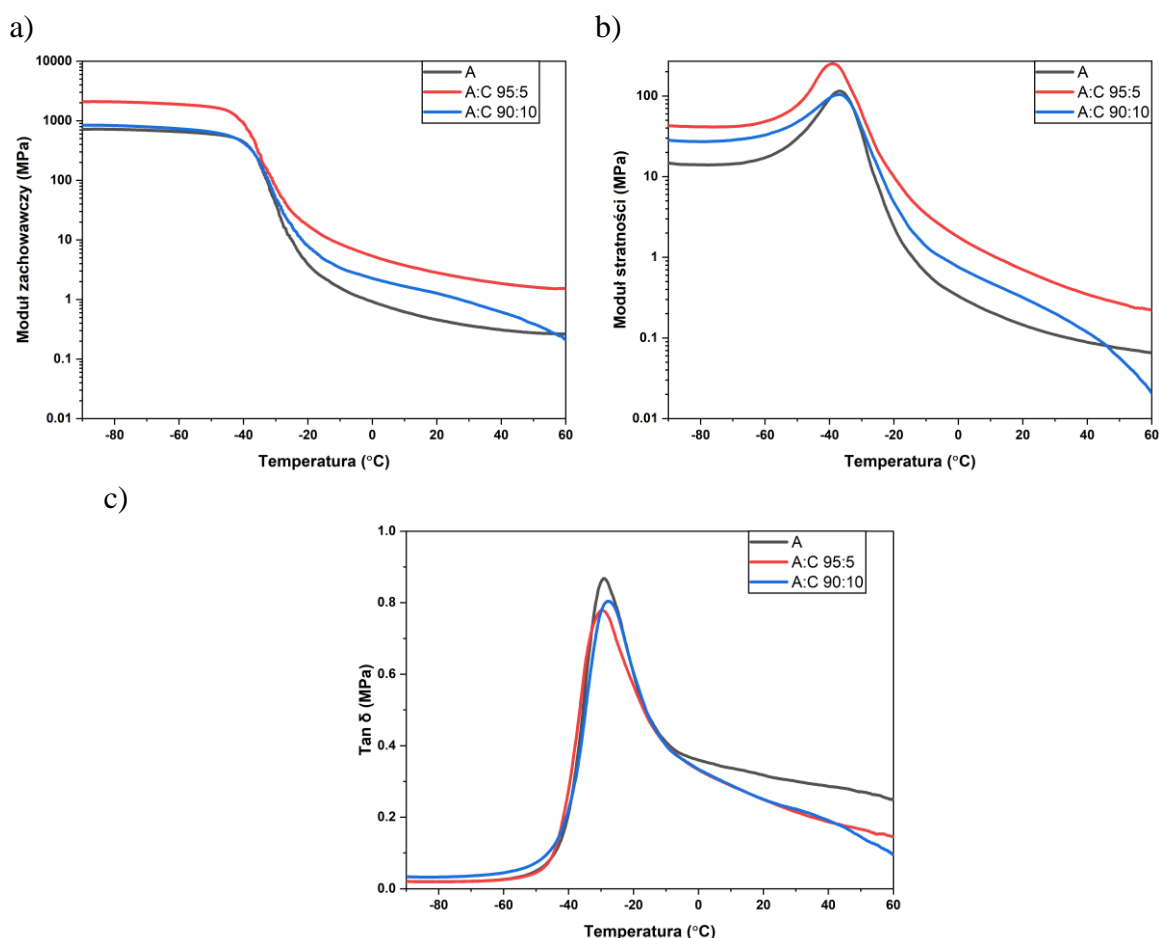 a)
b)
A
A:C 95:5
A:C 90:10
10000
1000
100
10
1
0.1
0.01
Moduł zachowawczy (MPa)
-80 -60 -40 -20 0 20 40 60
Temperatura (°C)
A
A:C 95:5
A:C 90:10
100
10
1
0.1
0.01
Moduł stratności (MPa)
-80 -60 -40 -20 0 20 40 60
Temperatura (°C)
c)
A
A:C 95:5
A:C 90:10
1.0
0.8
0.6
0.4
0.2
0.0
Tan δ (MPa)
-80 -60 -40 -20 0 20 40 60
Temperatura (°C)